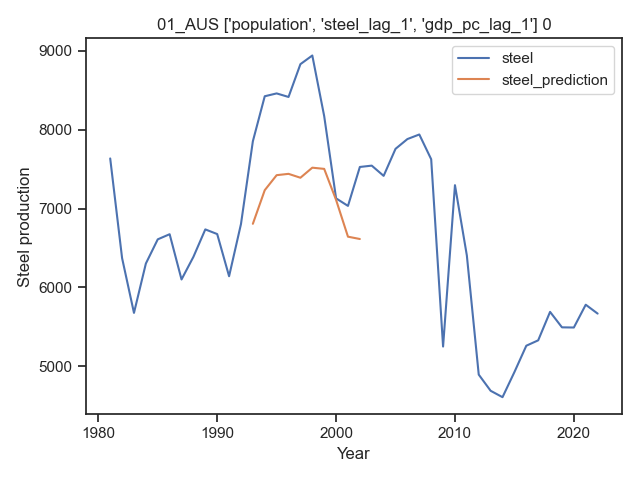 01_AUS ['population', 'steel_lag_1', 'gdp_pc_lag_1'] 0
steel
steel_prediction
9000
8000
7000
6000
5000
Steel production
1980
1990
2000
2010
2020
Year